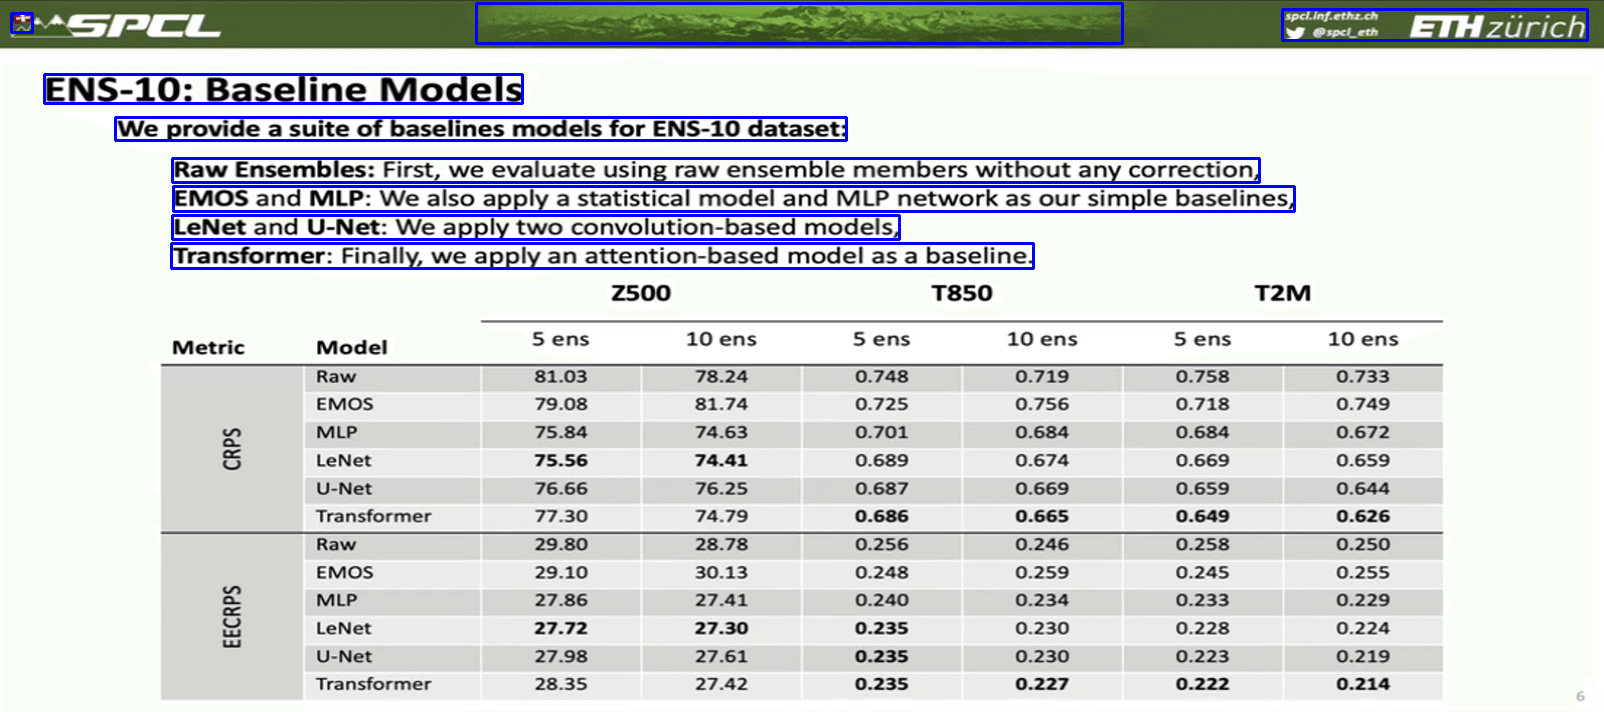 SPCL
spcl.inf.ethz.ch
@spcl_eth
ETH zürich
ENS-10: Baseline Models
We provide a suite of baselines models for ENS-10 dataset:
Raw Ensembles: First, we evaluate using raw ensemble members without any correction,
EMOS and MLP: We also apply a statistical model and MLP network as our simple baselines,
LeNet and U-Net: We apply two convolution-based models,
Transformer: Finally, we apply an attention-based model as a baseline.
Z500 T850 T2M
Metric Model 5 ens 10 ens 5 ens 10 ens 5 ens 10 ens
CRPS
Raw 81.03 78.24 0.748 0.719 0.758 0.733
EMOS 79.08 81.74 0.725 0.756 0.718 0.749
MLP 75.84 74.63 0.701 0.684 0.684 0.672
LeNet 75.56 74.41 0.689 0.674 0.669 0.659
U-Net 76.66 76.25 0.687 0.669 0.659 0.644
Transformer 77.30 74.79 0.686 0.665 0.649 0.626
EECRPS
Raw 29.80 28.78 0.256 0.246 0.258 0.250
EMOS 29.10 30.13 0.248 0.259 0.245 0.255
MLP 27.86 27.41 0.240 0.234 0.233 0.229
LeNet 27.72 27.30 0.235 0.230 0.228 0.224
U-Net 27.98 27.61 0.235 0.230 0.223 0.219
Transformer 28.35 27.42 0.235 0.227 0.222 0.214
6